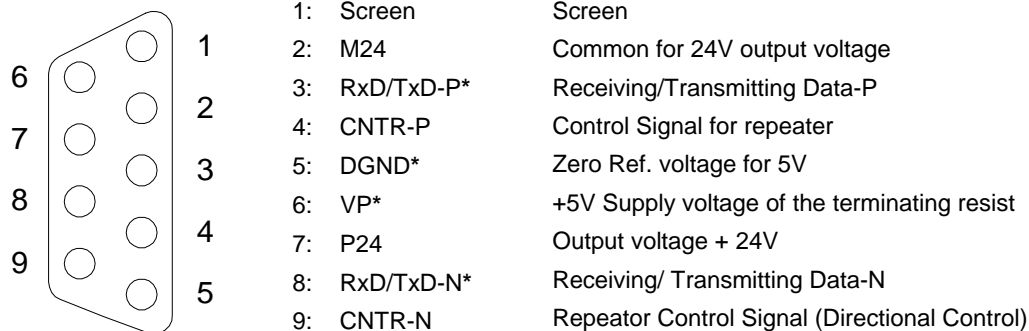 1
2
3
4
5
6
7
8
9
1: Screen Screen
2: M24 Common for 24V output voltage
3: RxD/TxD-P* Receiving/Transmitting Data-P
4: CNTR-P Control Signal for repeater
5: DGND* Zero Ref. voltage for 5V
6: VP* +5V Supply voltage of the terminating resist
7: P24 Output voltage + 24V
8: RxD/TxD-N* Receiving/ Transmitting Data-N
9: CNTR-N Repeator Control Signal (Directional Control)